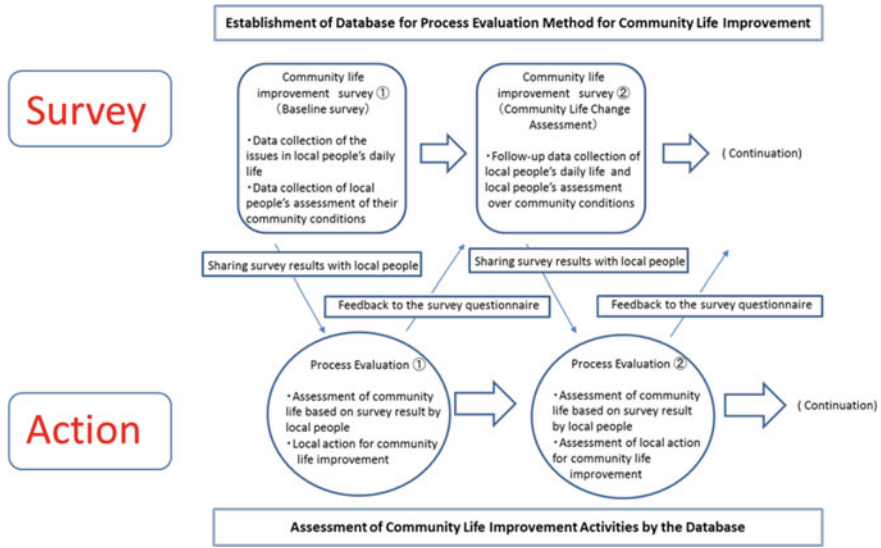 Establishment of Database for Process Evaluation Method for Community Life Improvement
Survey
Community life
improvement survey ①
(Baseline survey)
・Data collection of the
issues in local people's daily
life
・Data collection of local
people's assessment of their
community conditions
Community life
improvement survey ②
(Community Life Change
Assessment)
・Follow-up data collection of
local people's daily life and
local people's assessment
over community conditions
( Continuation)
Sharing survey results with local people
Sharing survey results with local people
Feedback to the survey questionnaire
Feedback to the survey questionnaire
Action
Process Evaluation ①
・Assessment of community
life based on survey result by
local people
・Local action for community
life improvement
Process Evaluation ②
・Assessment of community
life based on survey result
by local people
・Assessment of local action
for community life
improvement
( Continuation)
Assessment of Community Life Improvement Activities by the Database